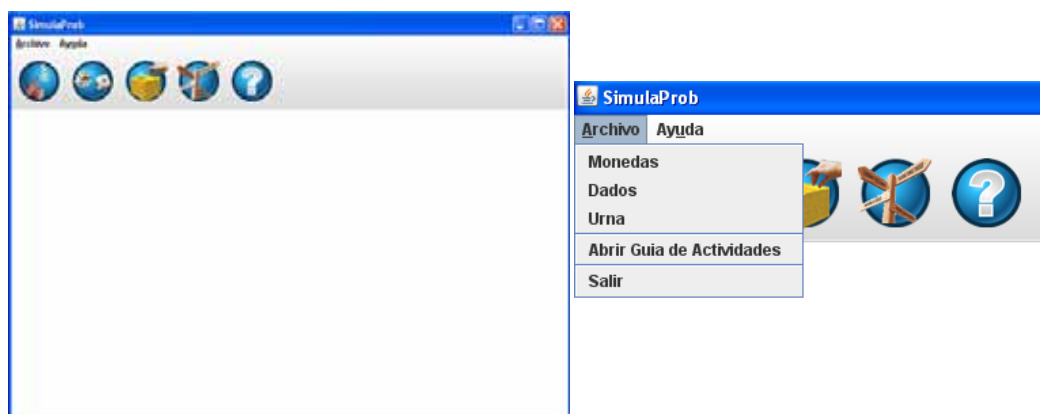 SimulaProb
Archivo Ayuda
SimulaProb
Archivo Ayuda
Monedas
Dados
Urna
Abrir Guia de Actividades
Salir